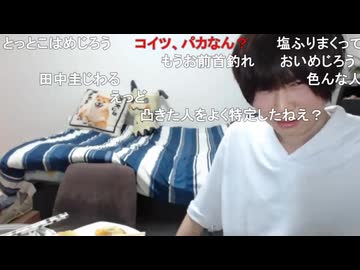 とっとこはめじろう
コイツ、パカなん？
塩ふりまくって
もうお前首釣れ
おいめじろう
田中圭じわる
色んな人
えっど
凸きた人をよく特定したねえ？